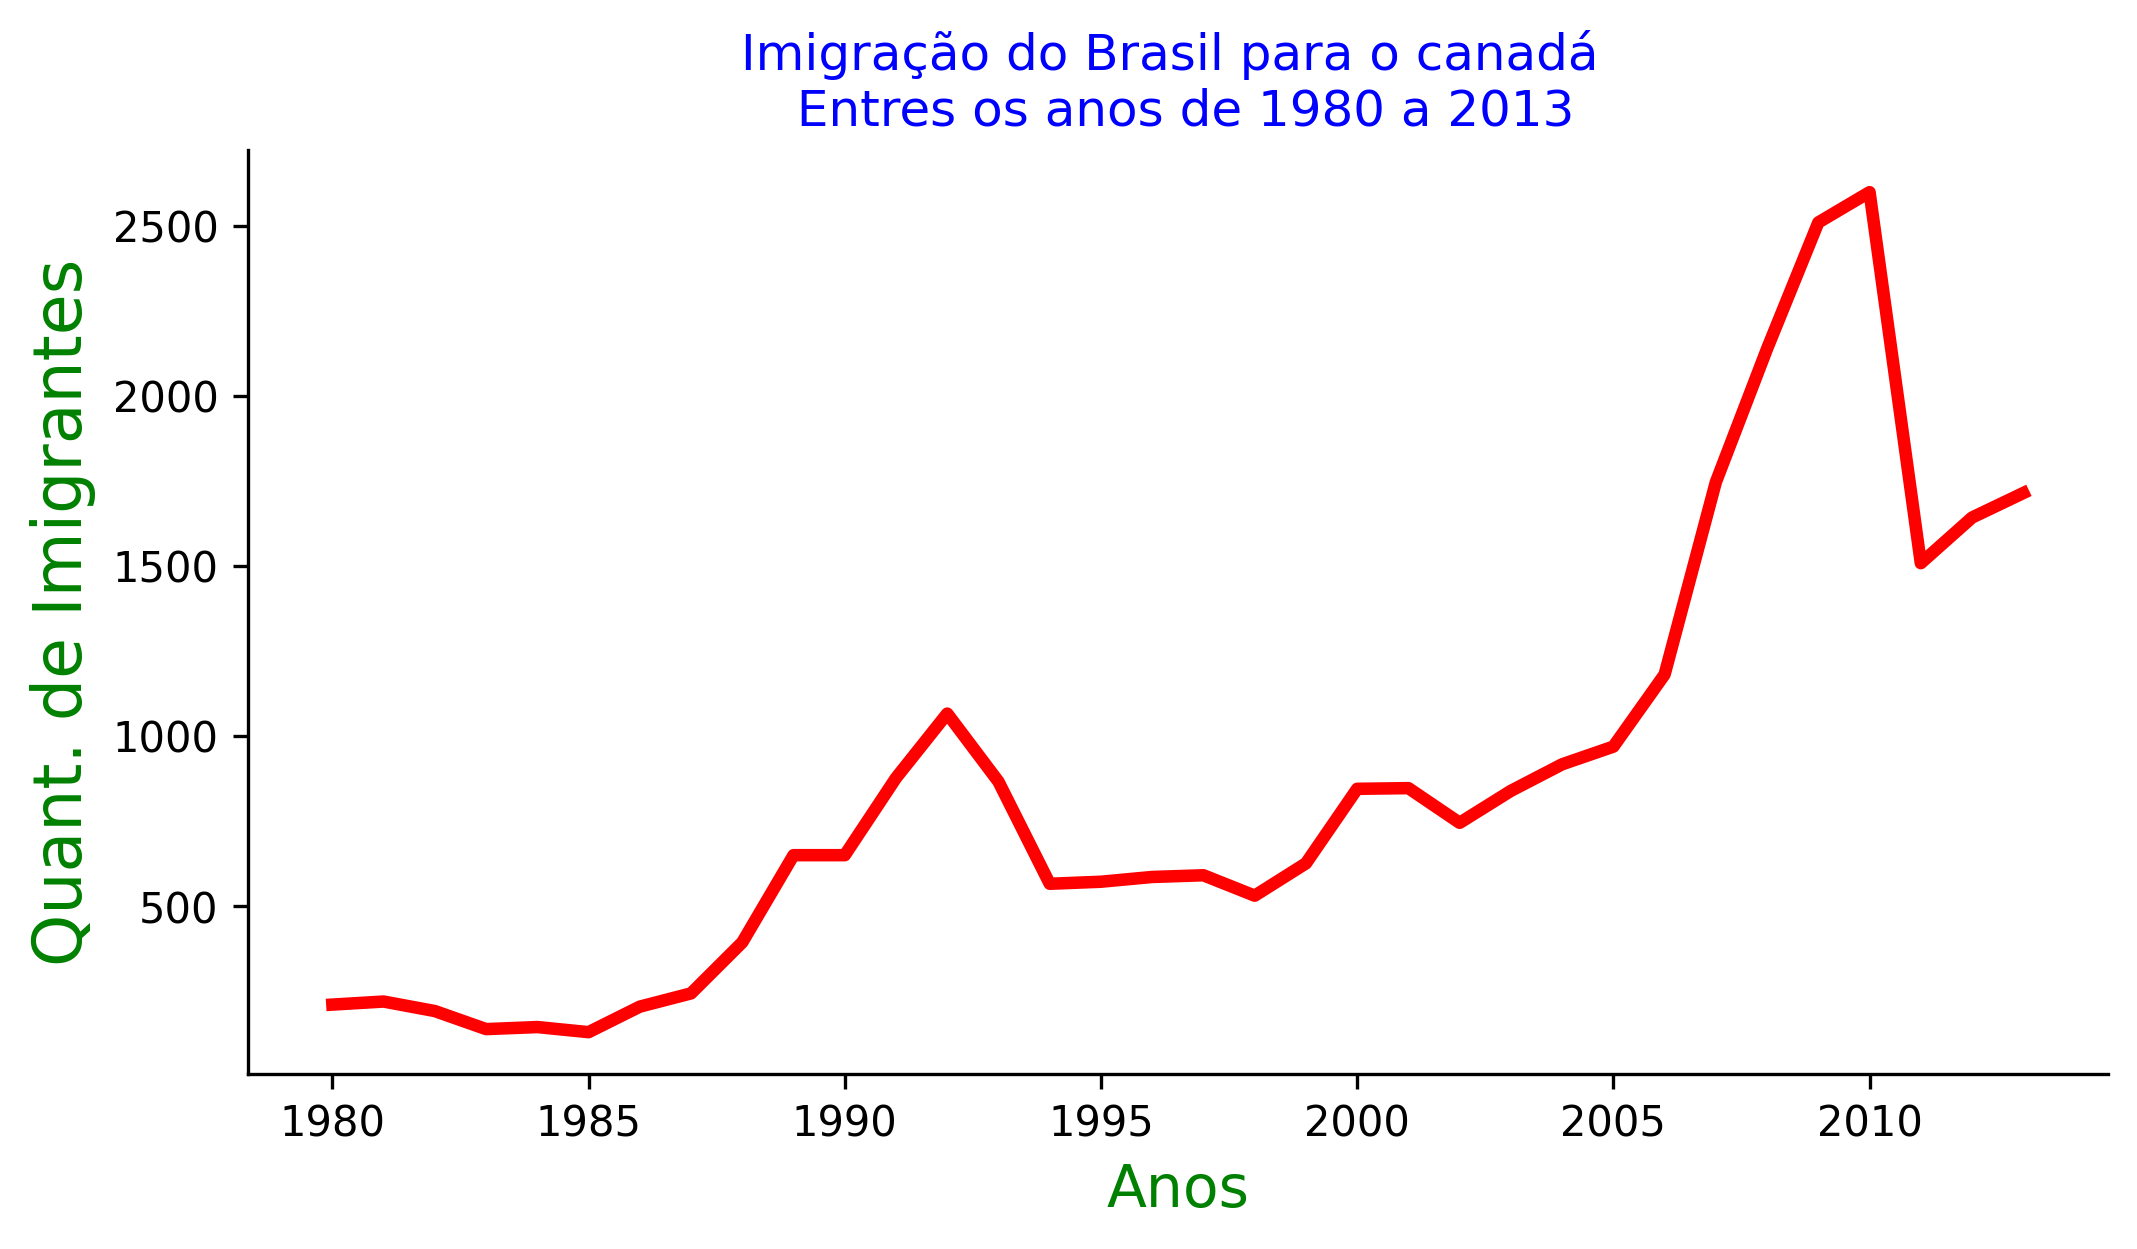 Imigração do Brasil para o canadá
Entres os anos de 1980 a 2013
Quant. de Imigrantes
2500
2000
1500
1000
500
1980 1985 1990 1995 2000 2005 2010
Anos